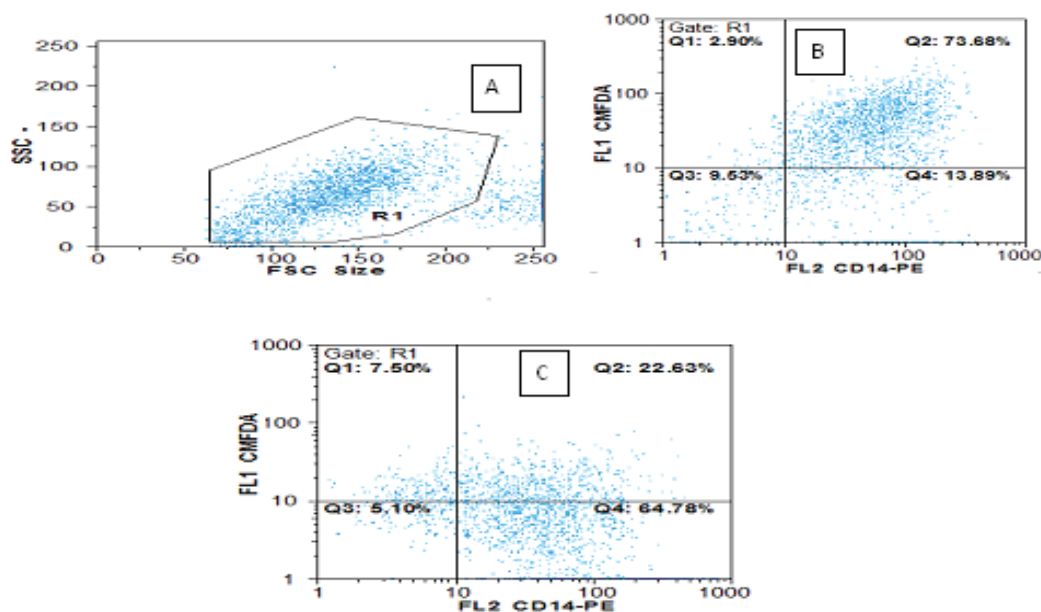 A
250
200
150
100
50
0
SSC -
R1
0 50 100 150 200 250
FSC Size
B
1000
100
10
1
FL1 CMFDA
Gate: R1
Q1: 2.90% Q2: 73.68%
Q3: 9.53% Q4: 13.89%
1 10 100 1000
FL2 CD14-PE
C
1000
100
10
1
FL1 CMFDA
Gate: R1
Q1: 7.50% Q2: 22.63%
Q3: 5.10% Q4: 64.78%
1 10 100 1000
FL2 CD14-PE